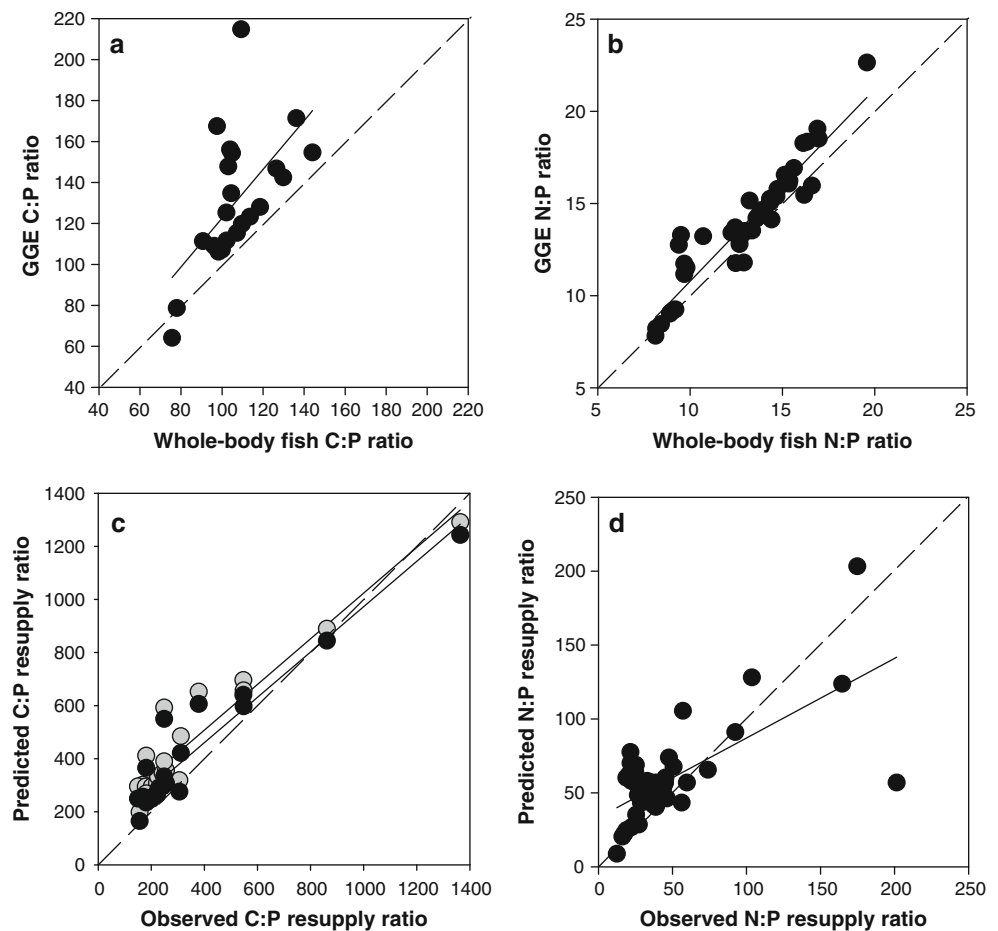 a
GGE C:P ratio
220
200
180
160
140
120
100
80
60
40
40 60 80 100 120 140 160 180 200 220
Whole-body fish C:P ratio
b
GGE N:P ratio
25
20
15
10
5
5 10 15 20 25
Whole-body fish N:P ratio
c
Predicted C:P resupply ratio
1400
1200
1000
800
600
400
200
0
0 200 400 600 800 1000 1200 1400
Observed C:P resupply ratio
d
Predicted N:P resupply ratio
250
200
150
100
50
0
0 50 100 150 200 250
Observed N:P resupply ratio